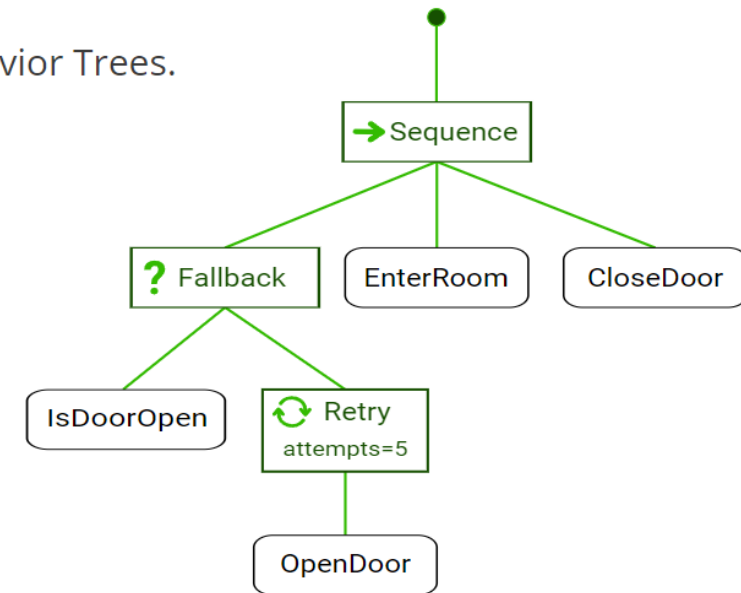 vior Trees.
Sequence
? Fallback
EnterRoom
CloseDoor
IsDoorOpen
Retry
attempts=5
OpenDoor